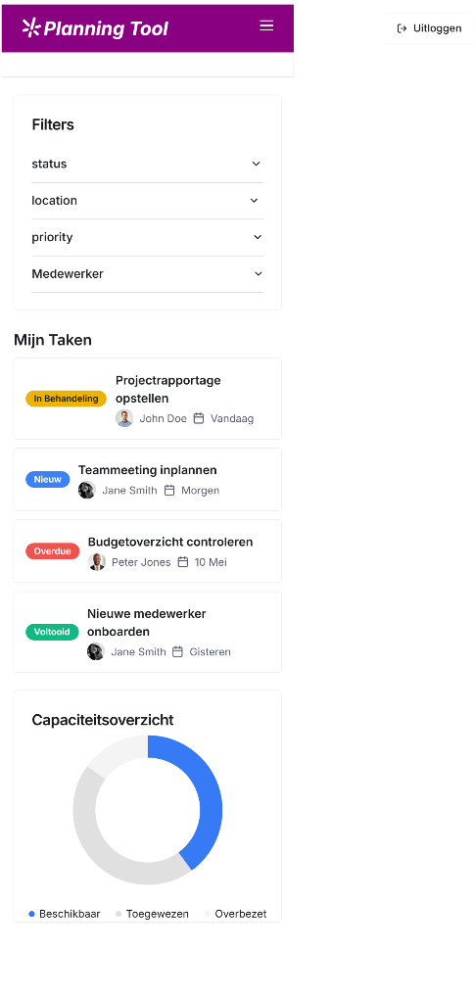 Planning Tool
Uitloggen
Filters
status
location
priority
Medewerker
Mijn Taken
In Behandeling
Projectrapportage
opstellen
John Doe Vandaag
Nieuw
Teammeeting inplannen
Jane Smith Morgen
Overdue
Budgetoverzicht controleren
Peter Jones 10 Mei
Voltooid
Nieuwe medewerker
onboarden
Jane Smith Gisteren
Capaciteitsoverzicht
Beschikbaar Toegewezen Overbezet